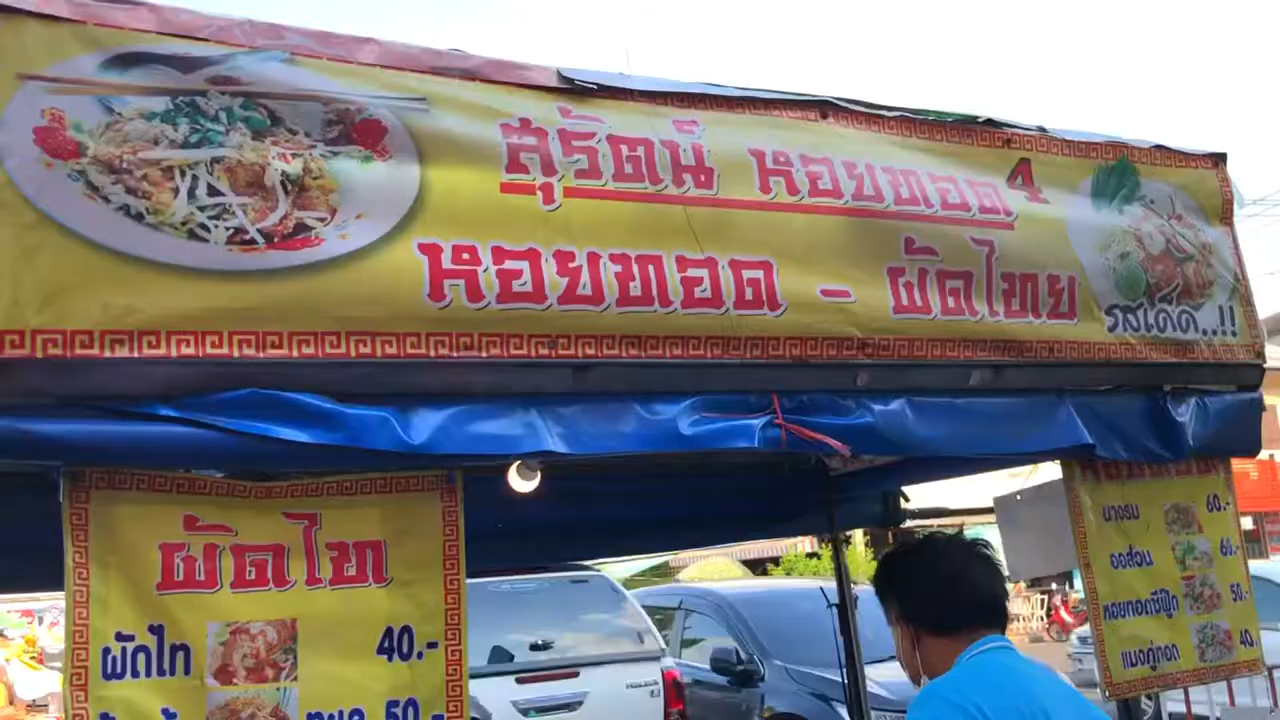 สุรัตน์ หอยทอด 4
หอยทอด - ผัดไทย
รสเด็ด..!!
ผัดไท
ผัดไท 40.-
50.-
นางรม 60.-
ออส่วน 60.-
หอยทอดซีฟู๊ด 50.-
แมงภู่ทอด 40.